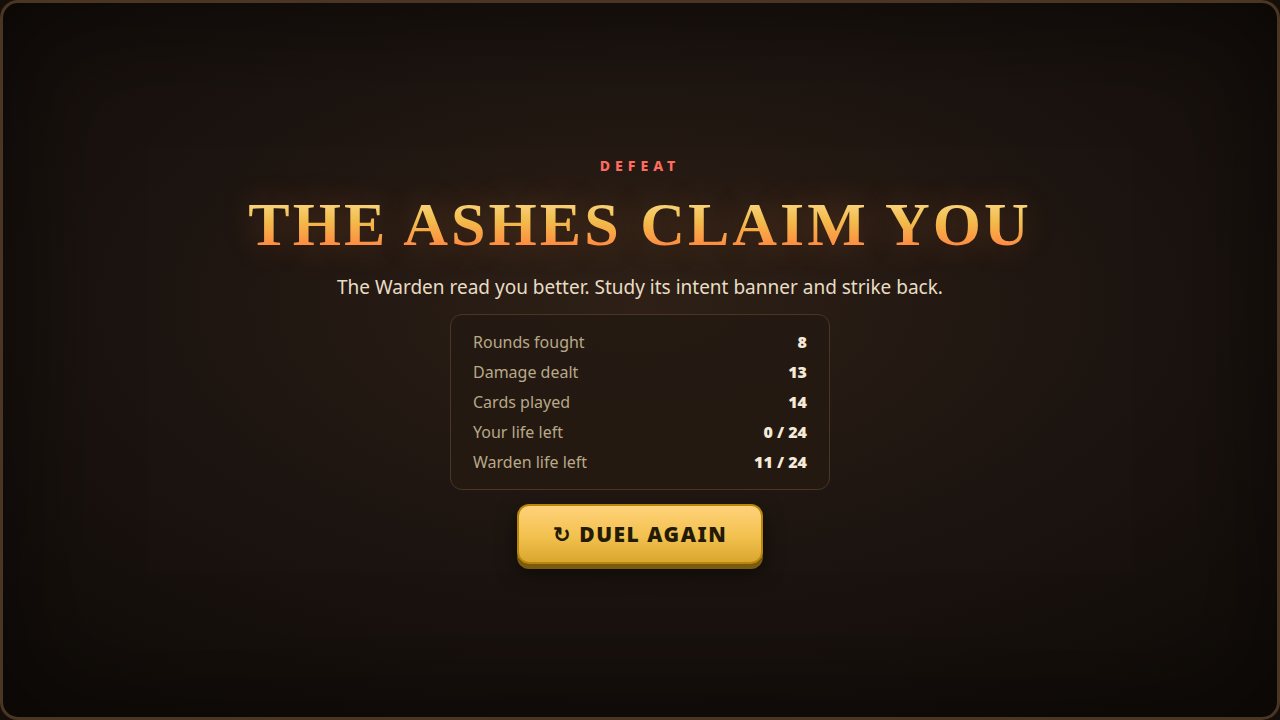 DEFEAT
THE ASHES CLAIM YOU
The Warden read you better. Study its intent banner and strike back.
Rounds fought 8
Damage dealt 13
Cards played 14
Your life left 0 / 24
Warden life left 11 / 24
↻ DUEL AGAIN